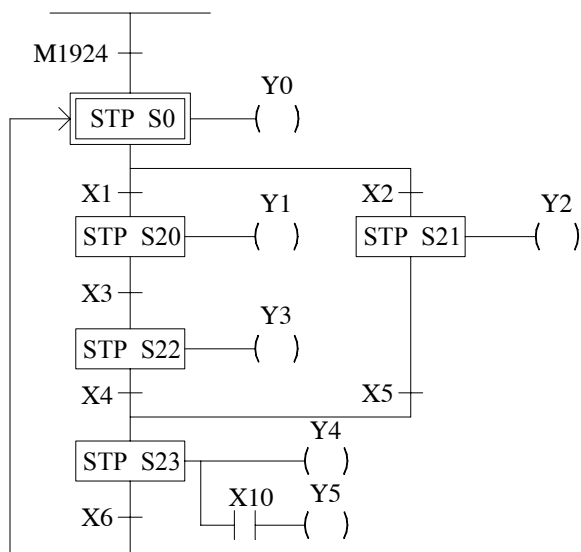 M1924
Y0
STP S0
X1
X2
Y1
Y2
STP S20
STP S21
X3
Y3
STP S22
X4
X5
Y4
STP S23
X10
Y5
X6